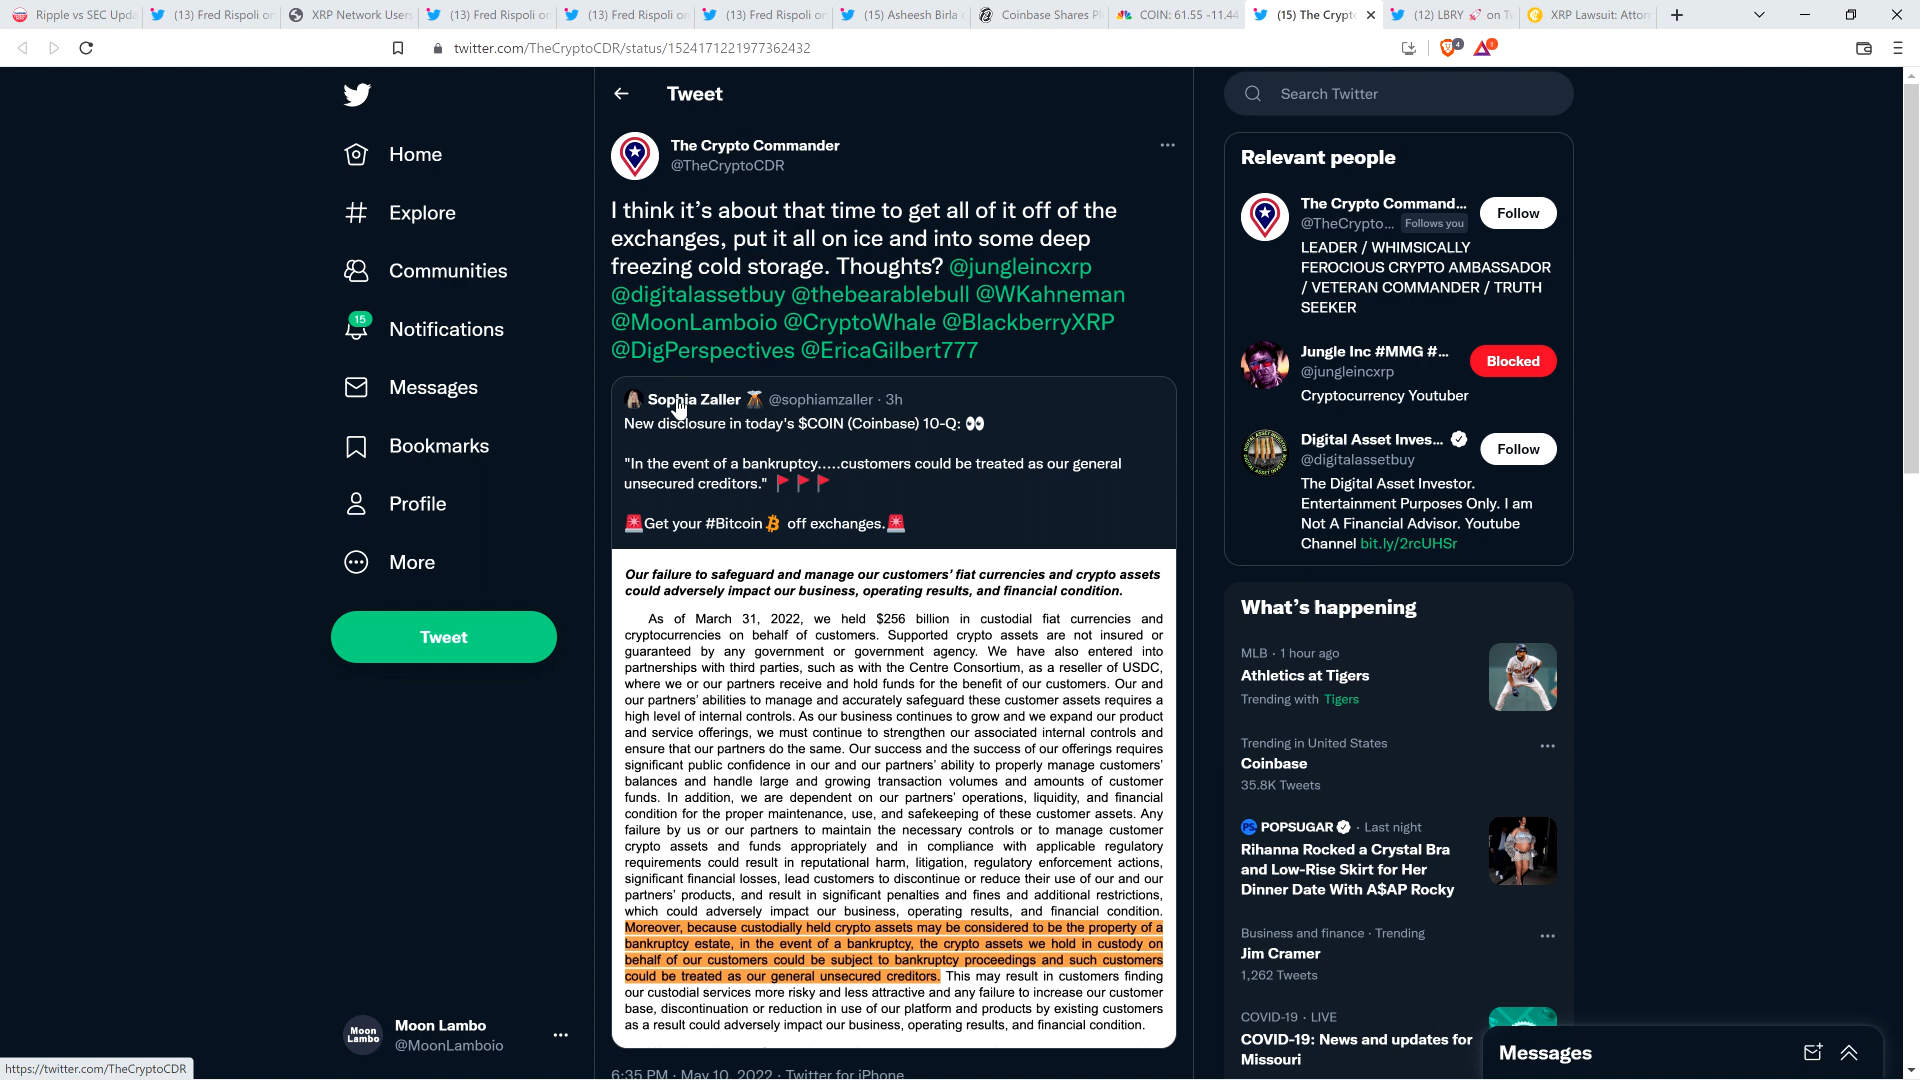 Ripple vs SEC Upda
(13) Fred Rispoli on
XRP Network User
(13) Fred Rispoli on
(13) Fred Rispoli on
(13) Fred Rispoli on
(15) Asheesh Birla
Coinbase Shares Pl
COIN: 61.55 -11.44
(15) The Crypt
(12) LBRY 🚀 on Tw
XRP Lawsuit: Attorn
twitter.com/TheCryptoCDR/status/1524171221977362432
4
1
Home
Explore
Communities
15
Notifications
Messages
Bookmarks
Profile
More
Tweet
Moon Lambo
Moon Lambo
@MoonLamboio
https://twitter.com/TheCryptoCDR
Tweet
The Crypto Commander
@TheCryptoCDR
I think it's about that time to get all of it off of the
exchanges, put it all on ice and into some deep
freezing cold storage. Thoughts? @jungleincxrp
@digitalassetbuy @thebearablebull @WKahneman
@MoonLamboio @CryptoWhale @BlackberryXRP
@DigPerspectives @EricaGilbert777
Sophia Zaller 🌋 @sophiamzaller · 3h
New disclosure in today's $COIN (Coinbase) 10-Q: 👀
"In the event of a bankruptcy.....customers could be treated as our general
unsecured creditors." 🚩🚩🚩
🚨Get your #Bitcoin off exchanges.🚨
Our failure to safeguard and manage our customers' fiat currencies and crypto assets
could adversely impact our business, operating results, and financial condition.
As of March 31, 2022, we held $256 billion in custodial fiat currencies and
cryptocurrencies on behalf of customers. Supported crypto assets are not insured or
guaranteed by any government or government agency. We have also entered into
partnerships with third parties, such as with the Centre Consortium, as a reseller of USDC,
where we or our partners receive and hold funds for the benefit of our customers. Our and
our partners' abilities to manage and accurately safeguard these customer assets requires a
high level of internal controls. As our business continues to grow and we expand our product
and service offerings, we must continue to strengthen our associated internal controls and
ensure that our partners do the same. Our success and the success of our offerings requires
significant public confidence in our and our partners' ability to properly manage customers'
balances and handle large and growing transaction volumes and amounts of customer
funds. In addition, we are dependent on our partners' operations, liquidity, and financial
condition for the proper maintenance, use, and safekeeping of these customer assets. Any
failure by us or our partners to maintain the necessary controls or to manage customer
crypto assets and funds appropriately and in compliance with applicable regulatory
requirements could result in reputational harm, litigation, regulatory enforcement actions,
significant financial losses, lead customers to discontinue or reduce their use of our and our
partners' products, and result in significant penalties and fines and additional restrictions,
which could adversely impact our business, operating results, and financial condition.
Moreover, because custodially held crypto assets may be considered to be the property of a
bankruptcy estate, in the event of a bankruptcy, the crypto assets we hold in custody on
behalf of our customers could be subject to bankruptcy proceedings and such customers
could be treated as our general unsecured creditors. This may result in customers finding
our custodial services more risky and less attractive and any failure to increase our customer
base, discontinuation or reduction in use of our platform and products by existing customers
as a result could adversely impact our business, operating results, and financial condition.
6:35 PM · May 10, 2022 · Twitter for iPhone
Search Twitter
Relevant people
The Crypto Command...
@TheCrypto... Follows you
Follow
LEADER / WHIMSICALLY
FEROCIOUS CRYPTO AMBASSADOR
/ VETERAN COMMANDER / TRUTH
SEEKER
Jungle Inc #MMG #...
@jungleincxrp
Blocked
Cryptocurrency Youtuber
Digital Asset Inves...
@digitalassetbuy
Follow
The Digital Asset Investor.
Entertainment Purposes Only. I am
Not A Financial Advisor. Youtube
Channel bit.ly/2rcUHSr
What's happening
MLB · 1 hour ago
Athletics at Tigers
Trending with Tigers
Trending in United States
Coinbase
35.8K Tweets
POPSUGAR · Last night
Rihanna Rocked a Crystal Bra
and Low-Rise Skirt for Her
Dinner Date With A$AP Rocky
Business and finance · Trending
Jim Cramer
1,262 Tweets
COVID-19 · LIVE
COVID-19: News and updates for
Missouri
Messages